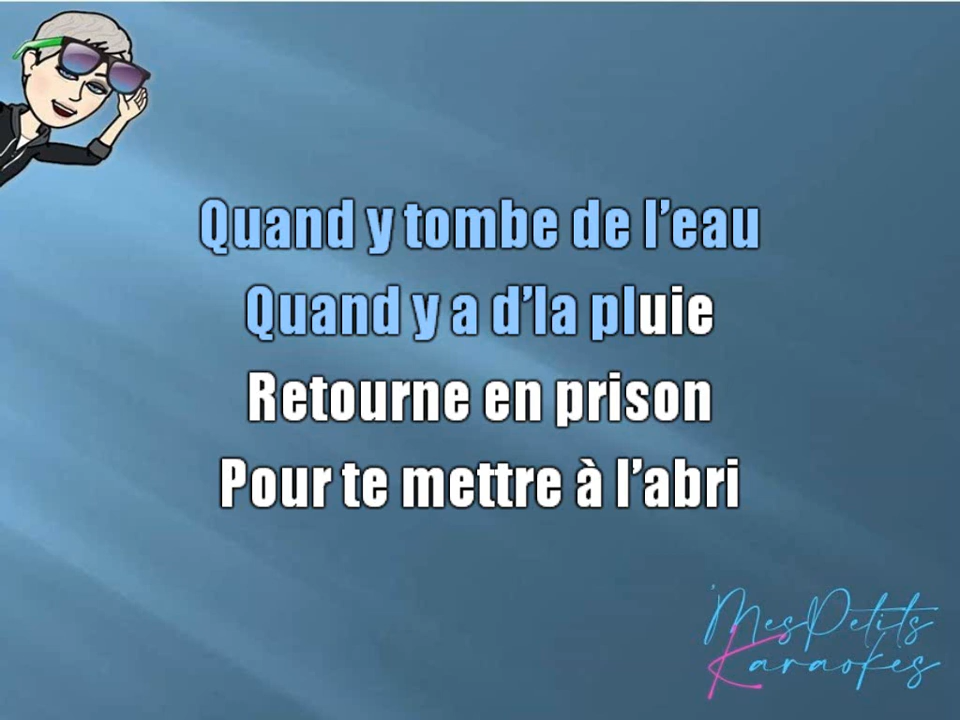 Quand y tombe de l’eau
Quand y a d’la pluie
Retourne en prison
Pour te mettre à l’abri
'MesPetits
Karaokes